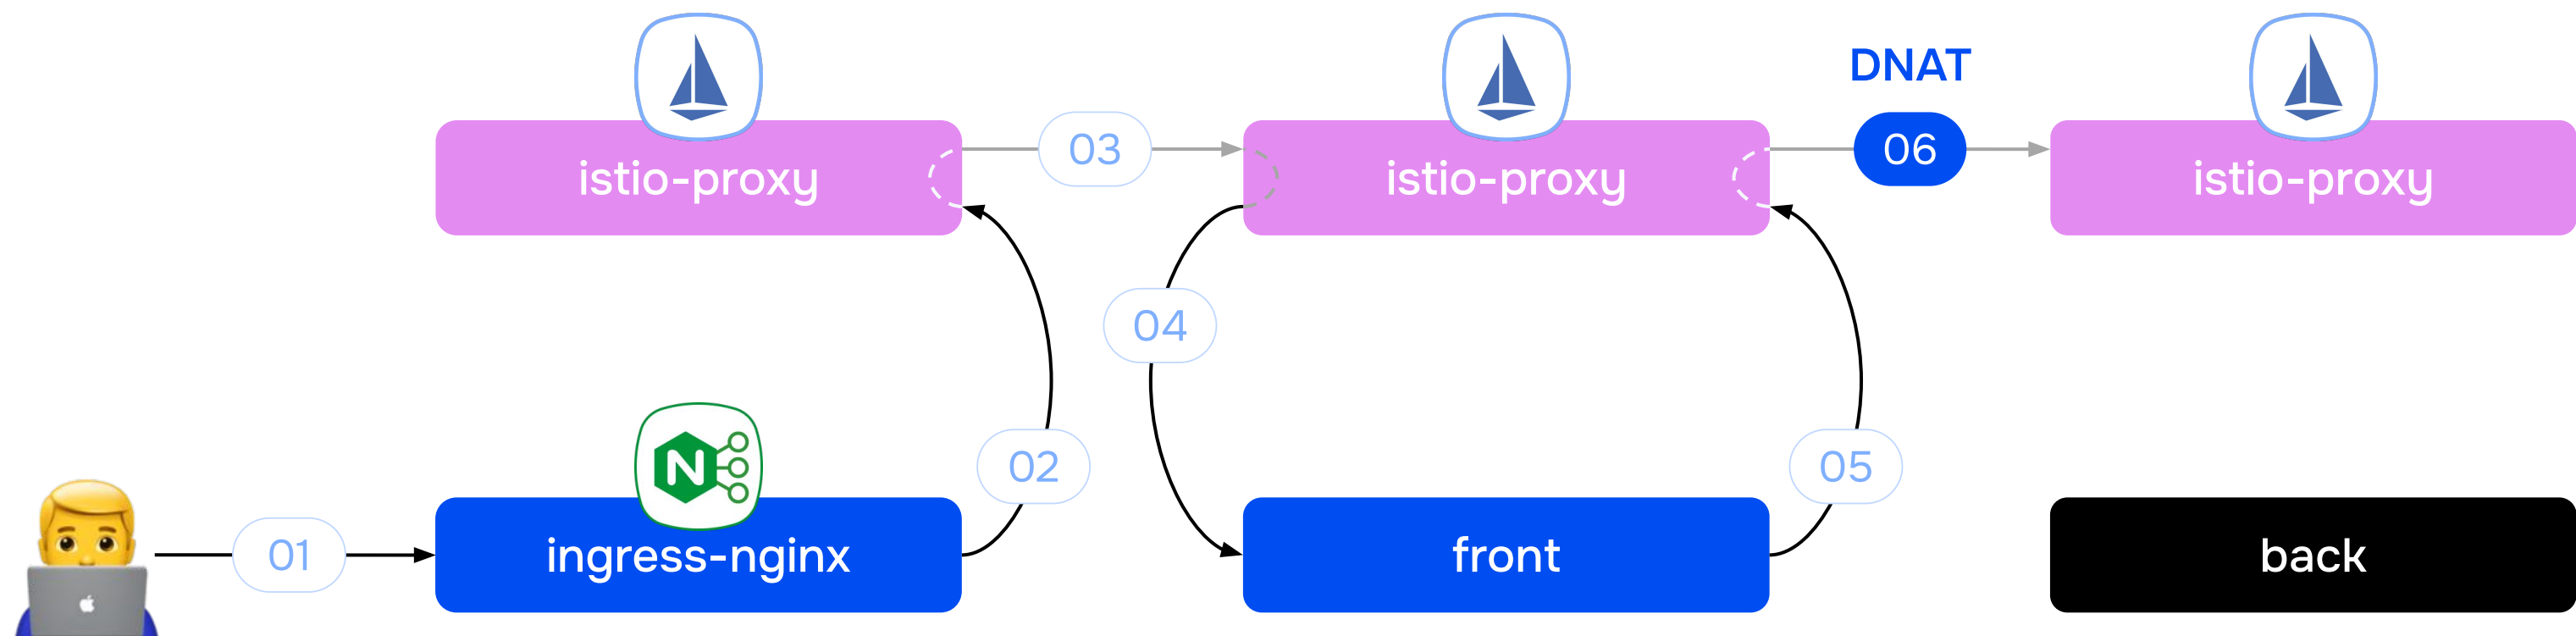 DNAT
istio-proxy
03
istio-proxy
06
istio-proxy
04
02
05
01
N
ingress-nginx
front
back